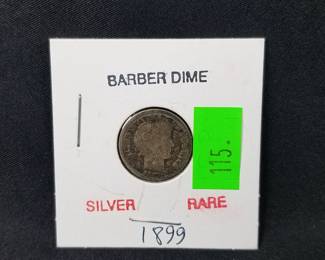 BARBER DIME
115.
SILVER RARE
1899